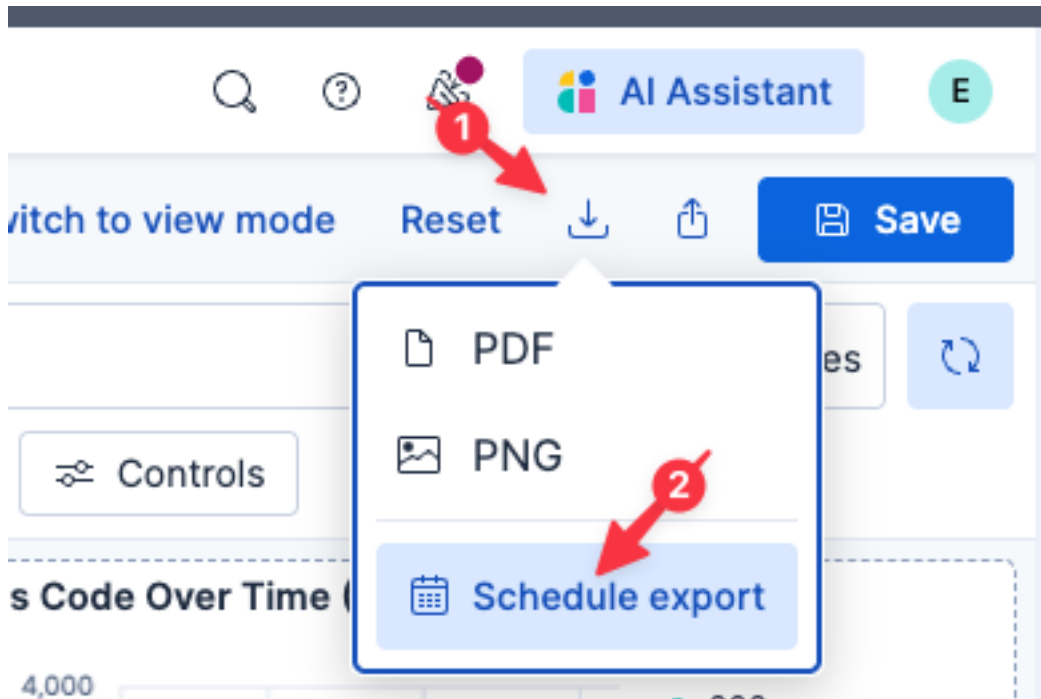 AI Assistant
E
1
vitch to view mode
Reset
Save
PDF
es
PNG
Controls
2
s Code Over Time (
Schedule export
4,000